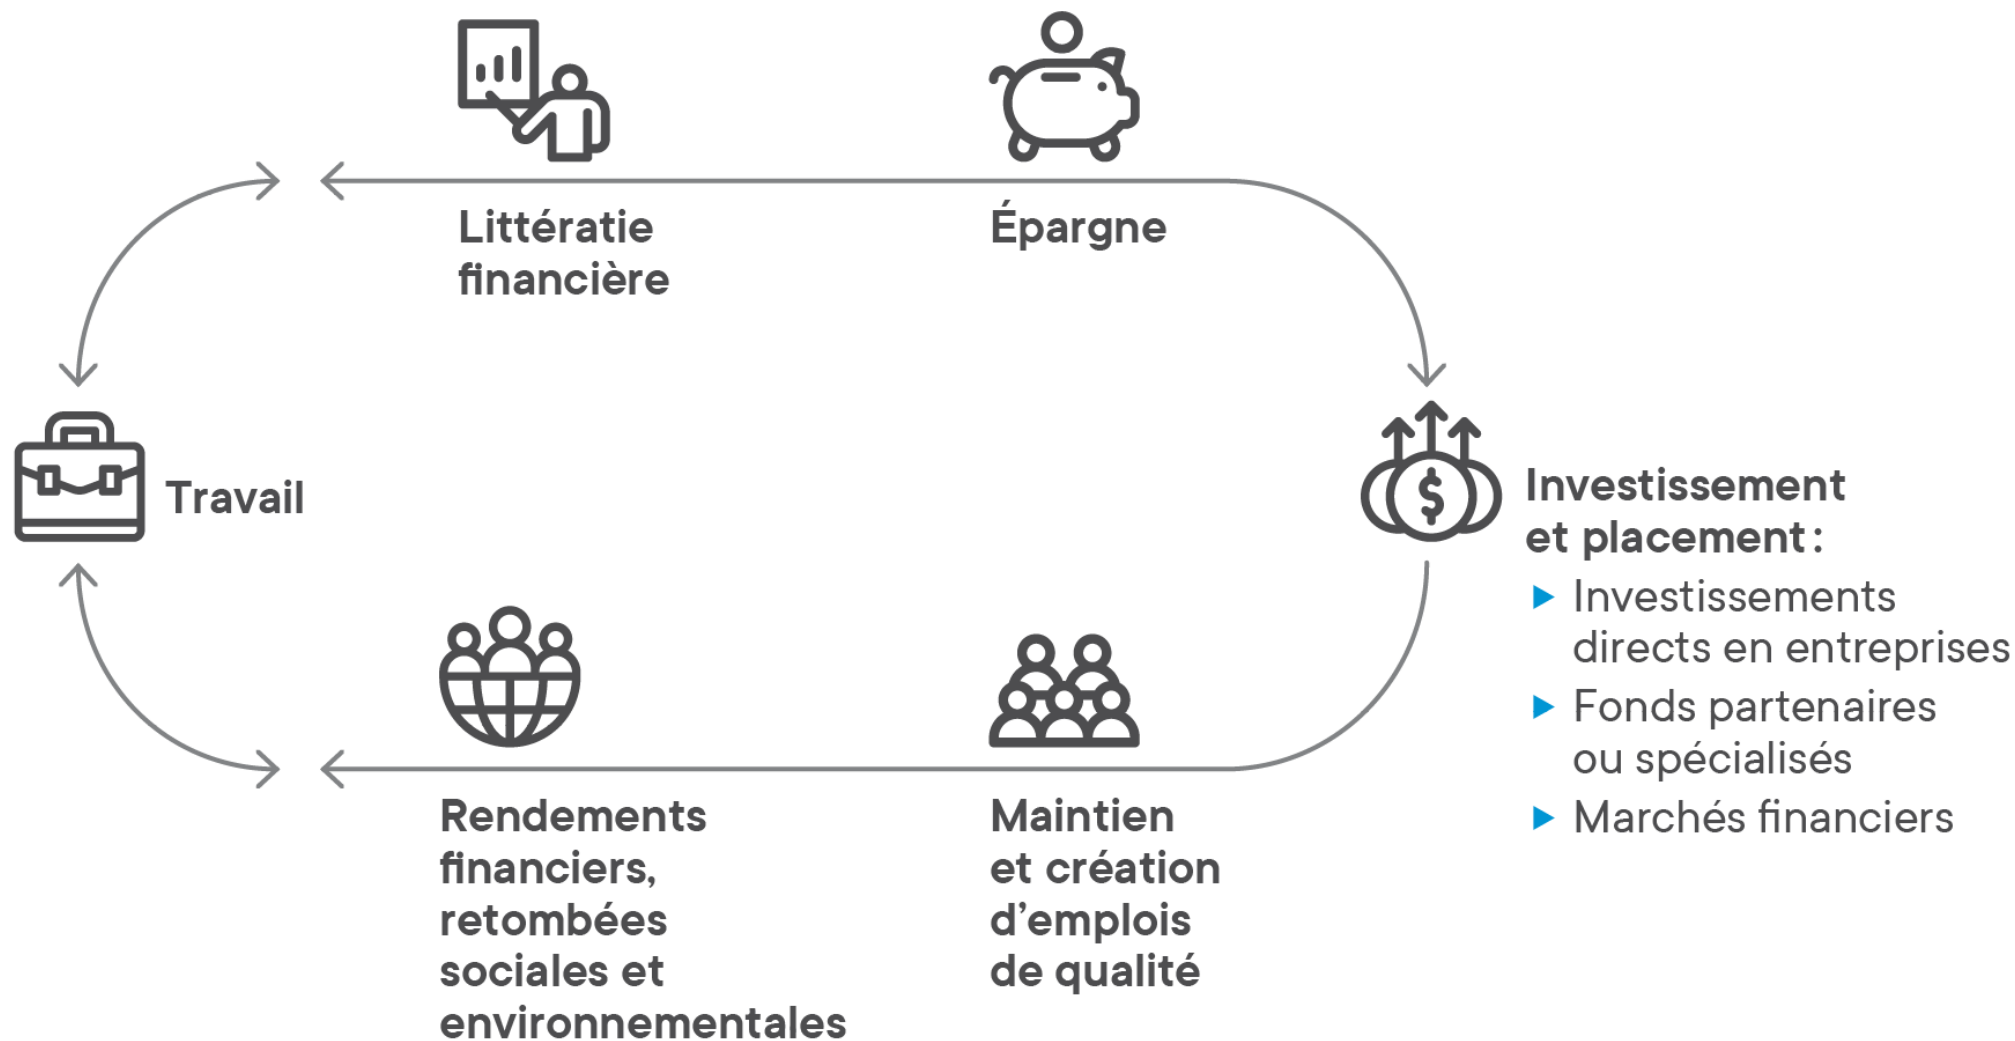 Littératie
financière
Épargne
Travail
Investissement
et placement :
▶ Investissements
directs en entreprises
▶ Fonds partenaires
ou spécialisés
▶ Marchés financiers
Rendements
financiers,
retombées
sociales et
environnementales
Maintien
et création
d’emplois
de qualité
$